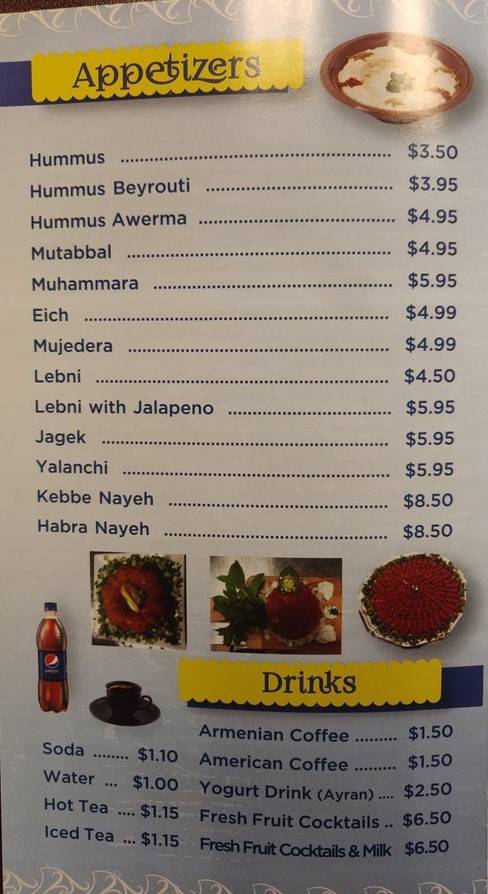 Appetizers
Hummus ........ $3.50
Hummus Beyrouti ........ $3.95
Hummus Awerma ........ $4.95
Mutabbal ........ $4.95
Muhammara ........ $5.95
Eich ........ $4.99
Mujedera ........ $4.99
Lebni ........ $4.50
Lebni with Jalapeno ........ $5.95
Jagek ........ $5.95
Yalanchi ........ $5.95
Kebbe Nayeh ........ $8.50
Habra Nayeh ........ $8.50
pepsi
Drinks
Soda ........ $1.10
Water ... $1.00
Hot Tea .... $1.15
Iced Tea ... $1.15
Armenian Coffee ......... $1.50
American Coffee ......... $1.50
Yogurt Drink (Ayran) .... $2.50
Fresh Fruit Cocktails .. $6.50
Fresh Fruit Cocktails & Milk $6.50